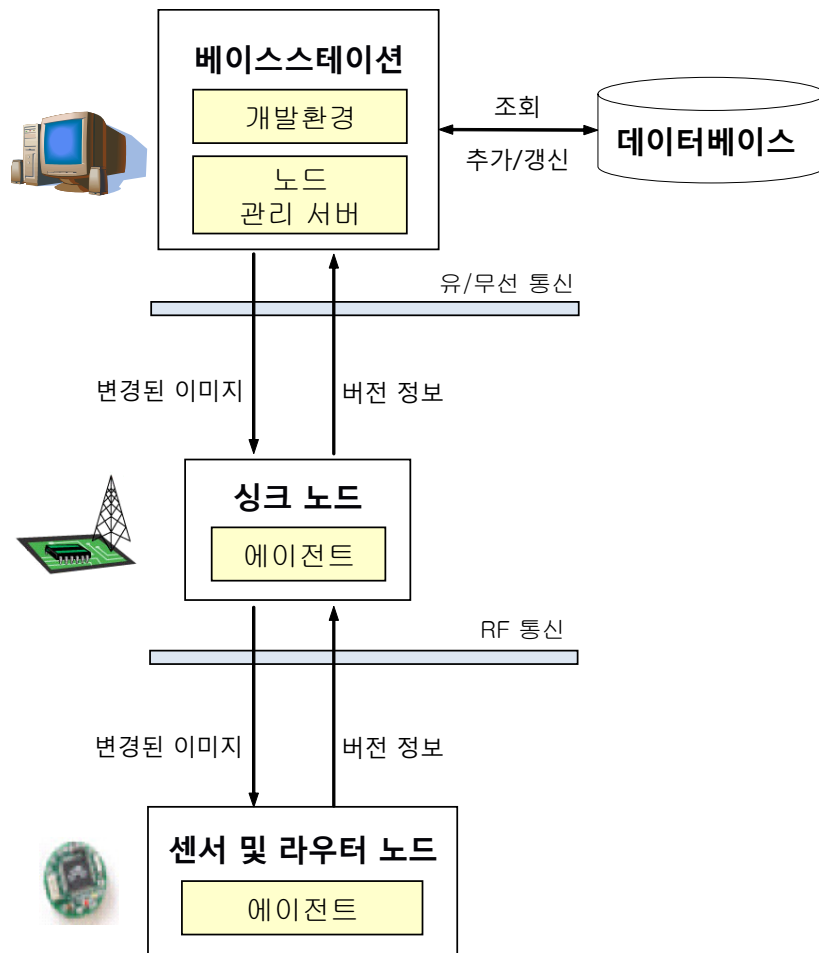 베이스스테이션
개발환경
노드
관리 서버
조회
추가/갱신
데이터베이스
유/무선 통신
변경된 이미지
버전 정보
싱크 노드
에이전트
RF 통신
변경된 이미지
버전 정보
센서 및 라우터 노드
에이전트